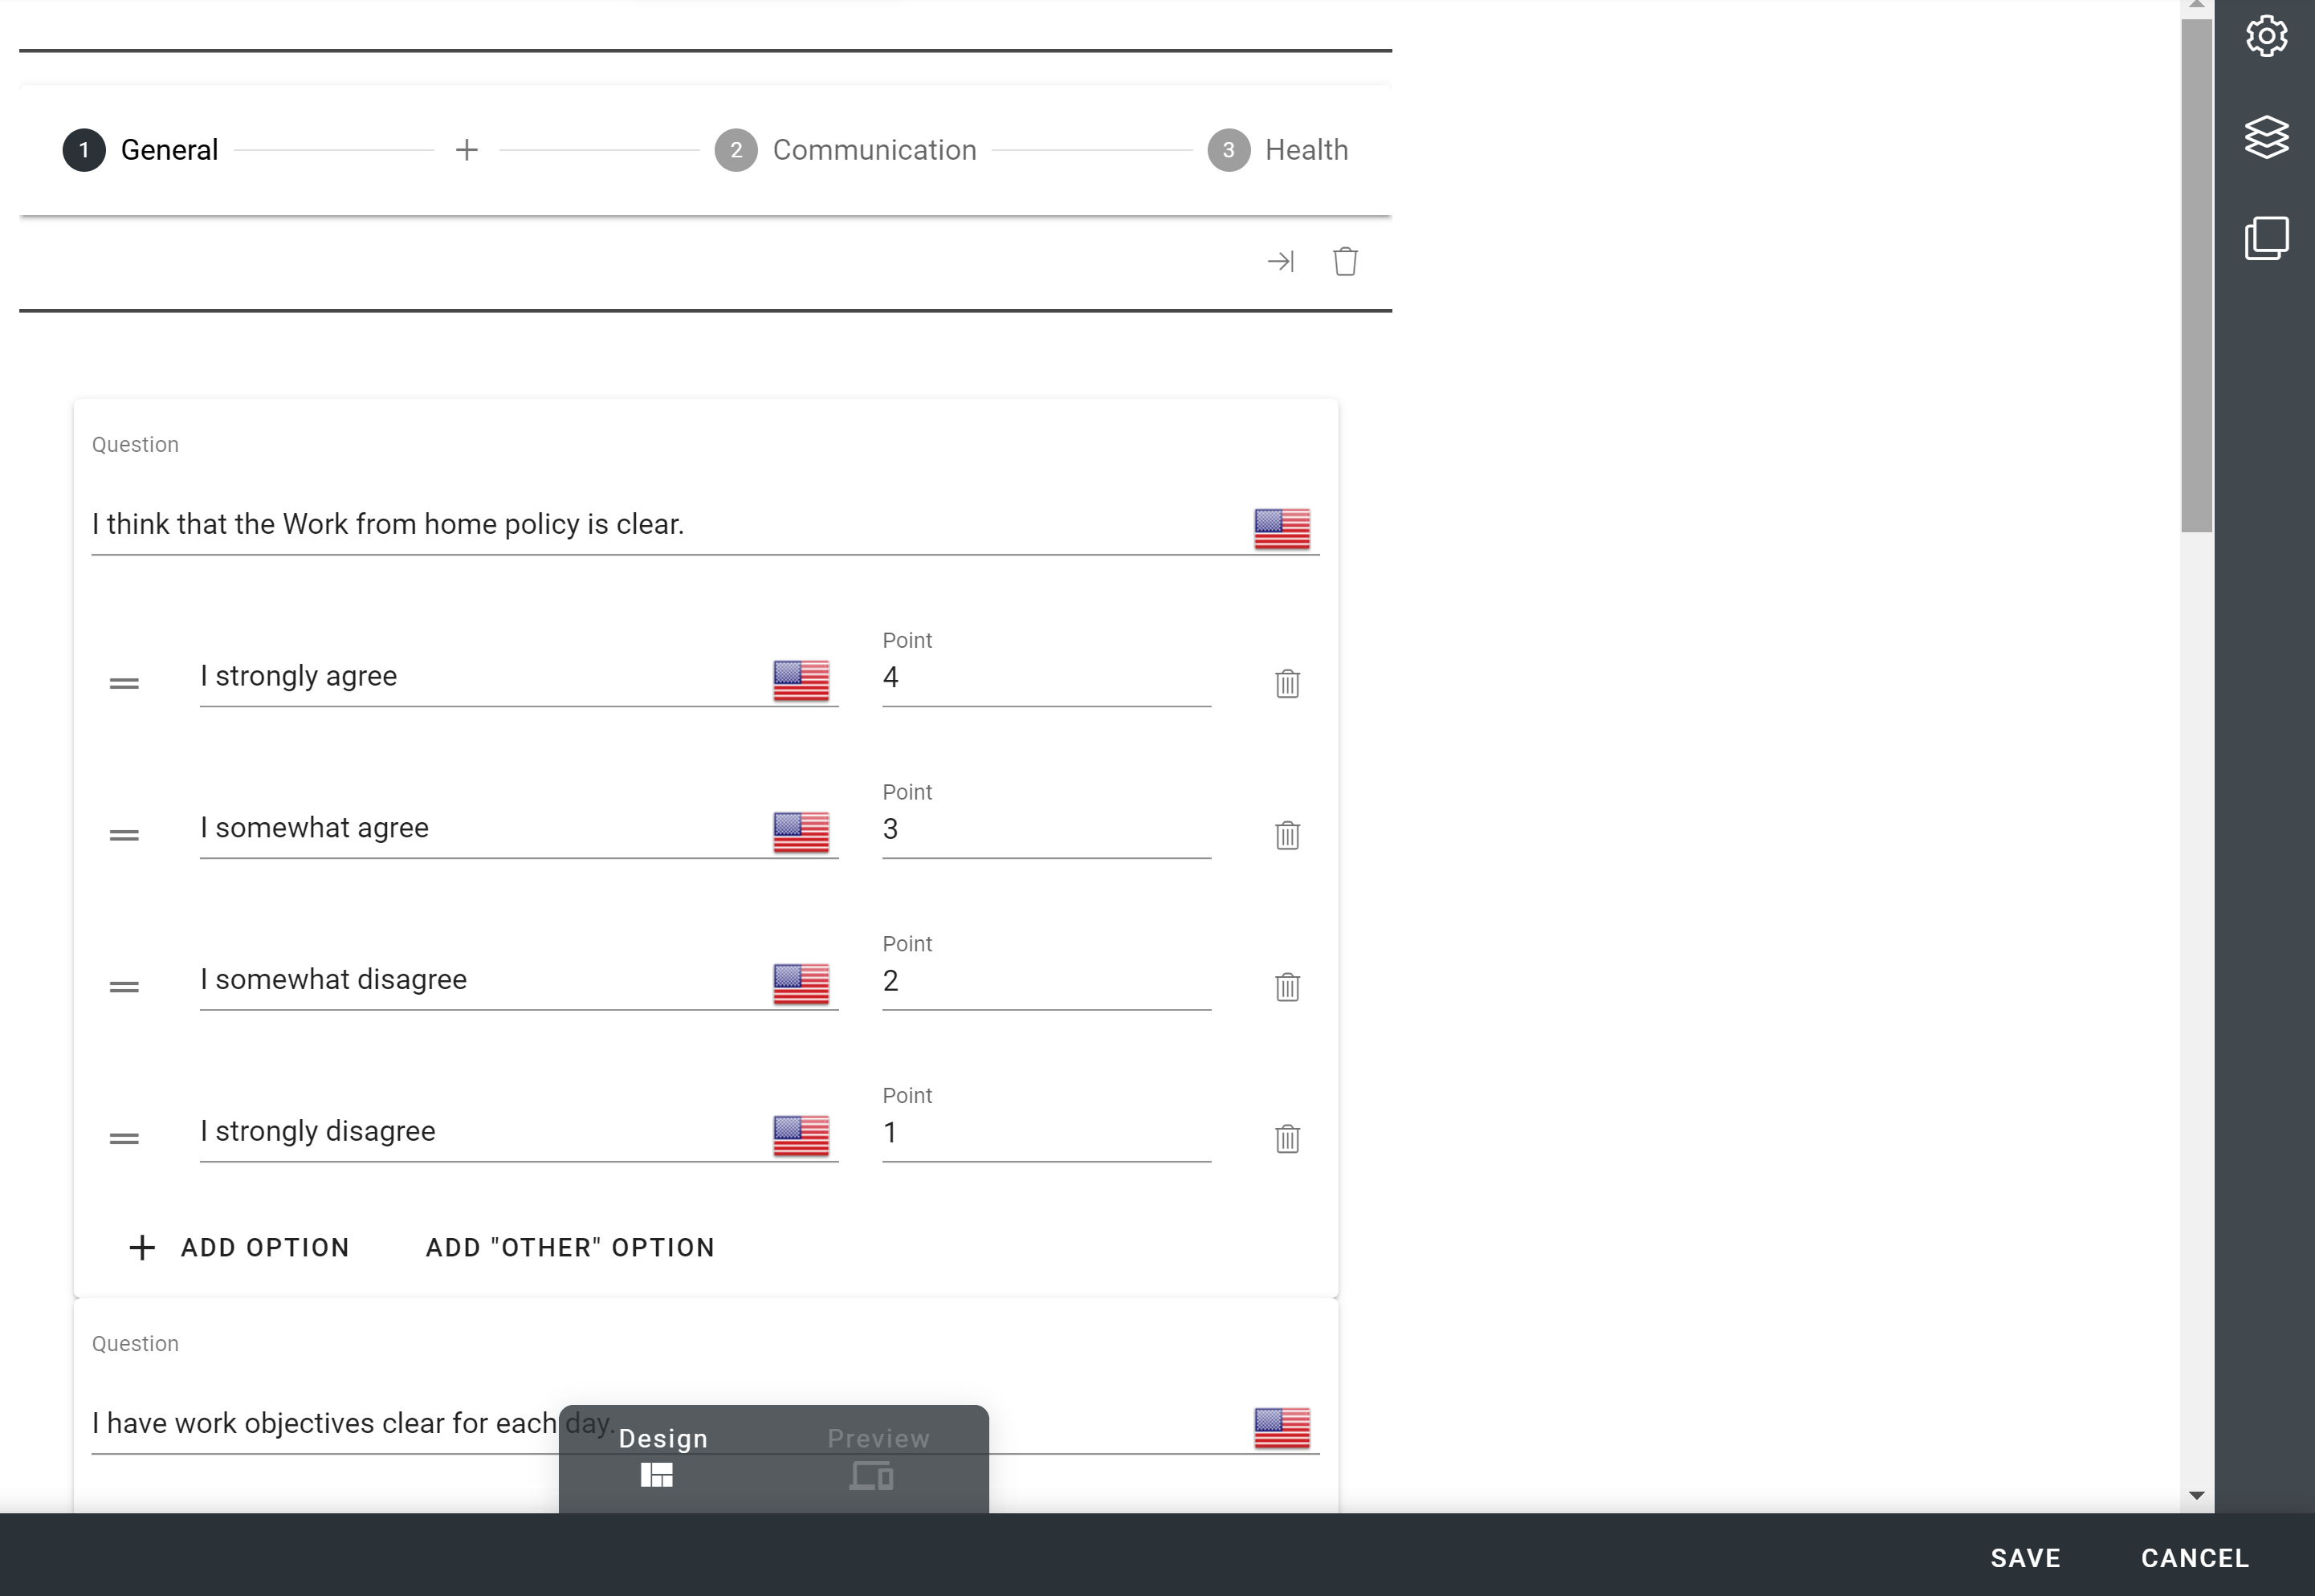 1 General + 2 Communication 3 Health
Question
I think that the Work from home policy is clear.
Point
I strongly agree 4
Point
I somewhat agree 3
Point
I somewhat disagree 2
Point
I strongly disagree 1
+ ADD OPTION ADD "OTHER" OPTION
Question
I have work objectives clear for each day.
Design Preview
SAVE CANCEL